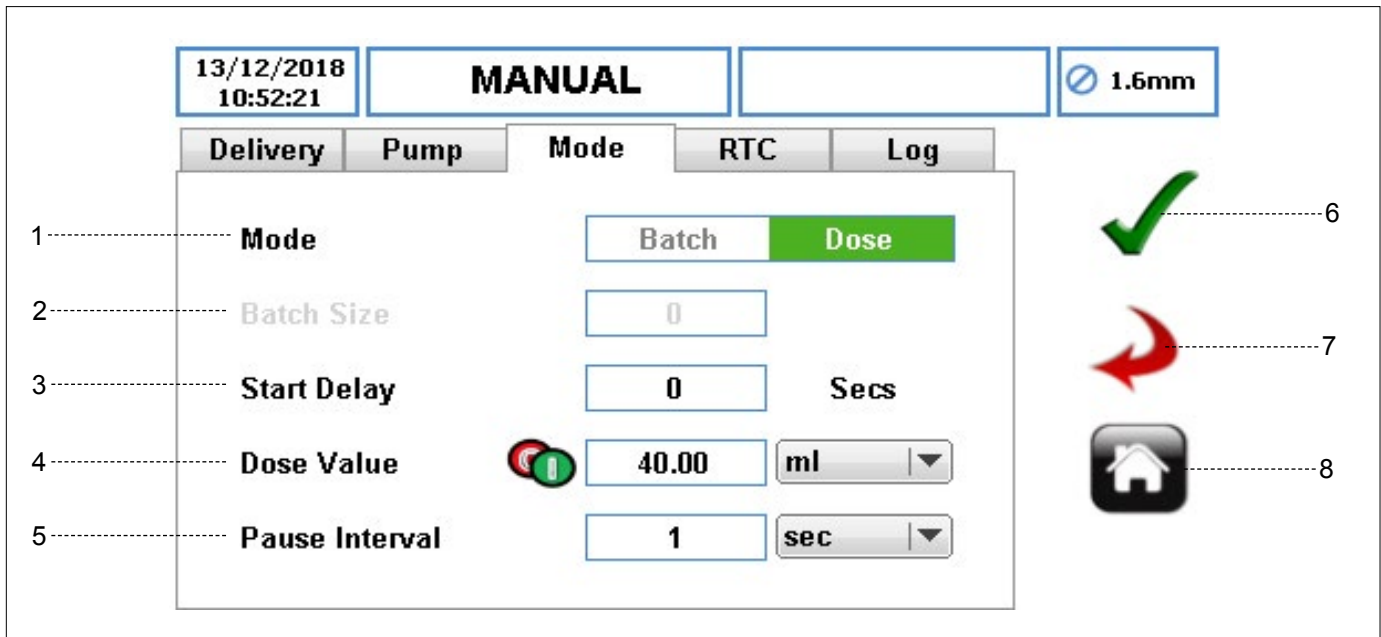 13/12/2018
10:52:21
MANUAL
1.6mm
Delivery Pump Mode RTC Log
1 Mode Batch Dose 6
2 Batch Size 0
7
3 Start Delay 0 Secs
4 Dose Value 40.00 ml 8
5 Pause Interval 1 sec